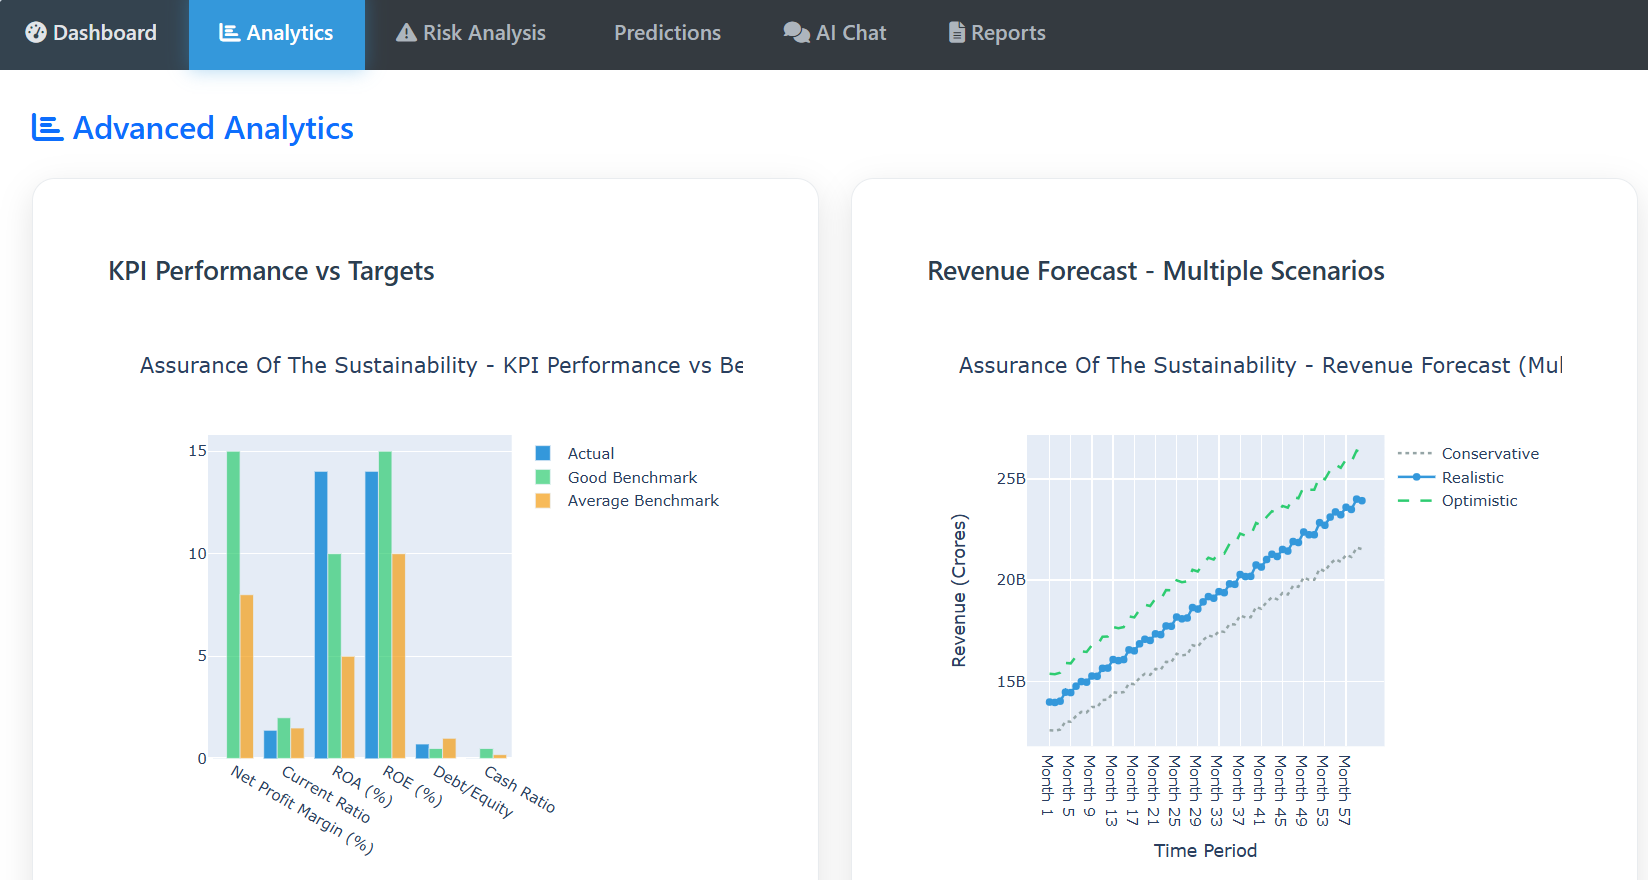 Dashboard
Analytics
Risk Analysis
Predictions
AI Chat
Reports
Advanced Analytics
KPI Performance vs Targets
Assurance Of The Sustainability - KPI Performance vs Be
15
10
5
0
Net Profit Margin (%)
Current Ratio
ROA (%)
ROE (%)
Debt/Equity
Cash Ratio
Actual
Good Benchmark
Average Benchmark
Revenue Forecast - Multiple Scenarios
Assurance Of The Sustainability - Revenue Forecast (Mul
Revenue (Crores)
25B
20B
15B
Month 1
Month 5
Month 9
Month 13
Month 17
Month 21
Month 25
Month 29
Month 33
Month 37
Month 41
Month 45
Month 49
Month 53
Month 57
Time Period
Conservative
Realistic
Optimistic